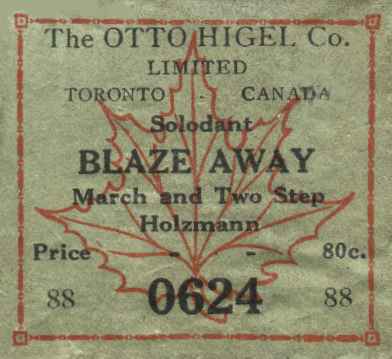 The OTTO HIGEL Co.
LIMITED
TORONTO - CANADA
Solodant
BLAZE AWAY
March and Two Step
Holzmann
Price - - 80c.
88 0624 88